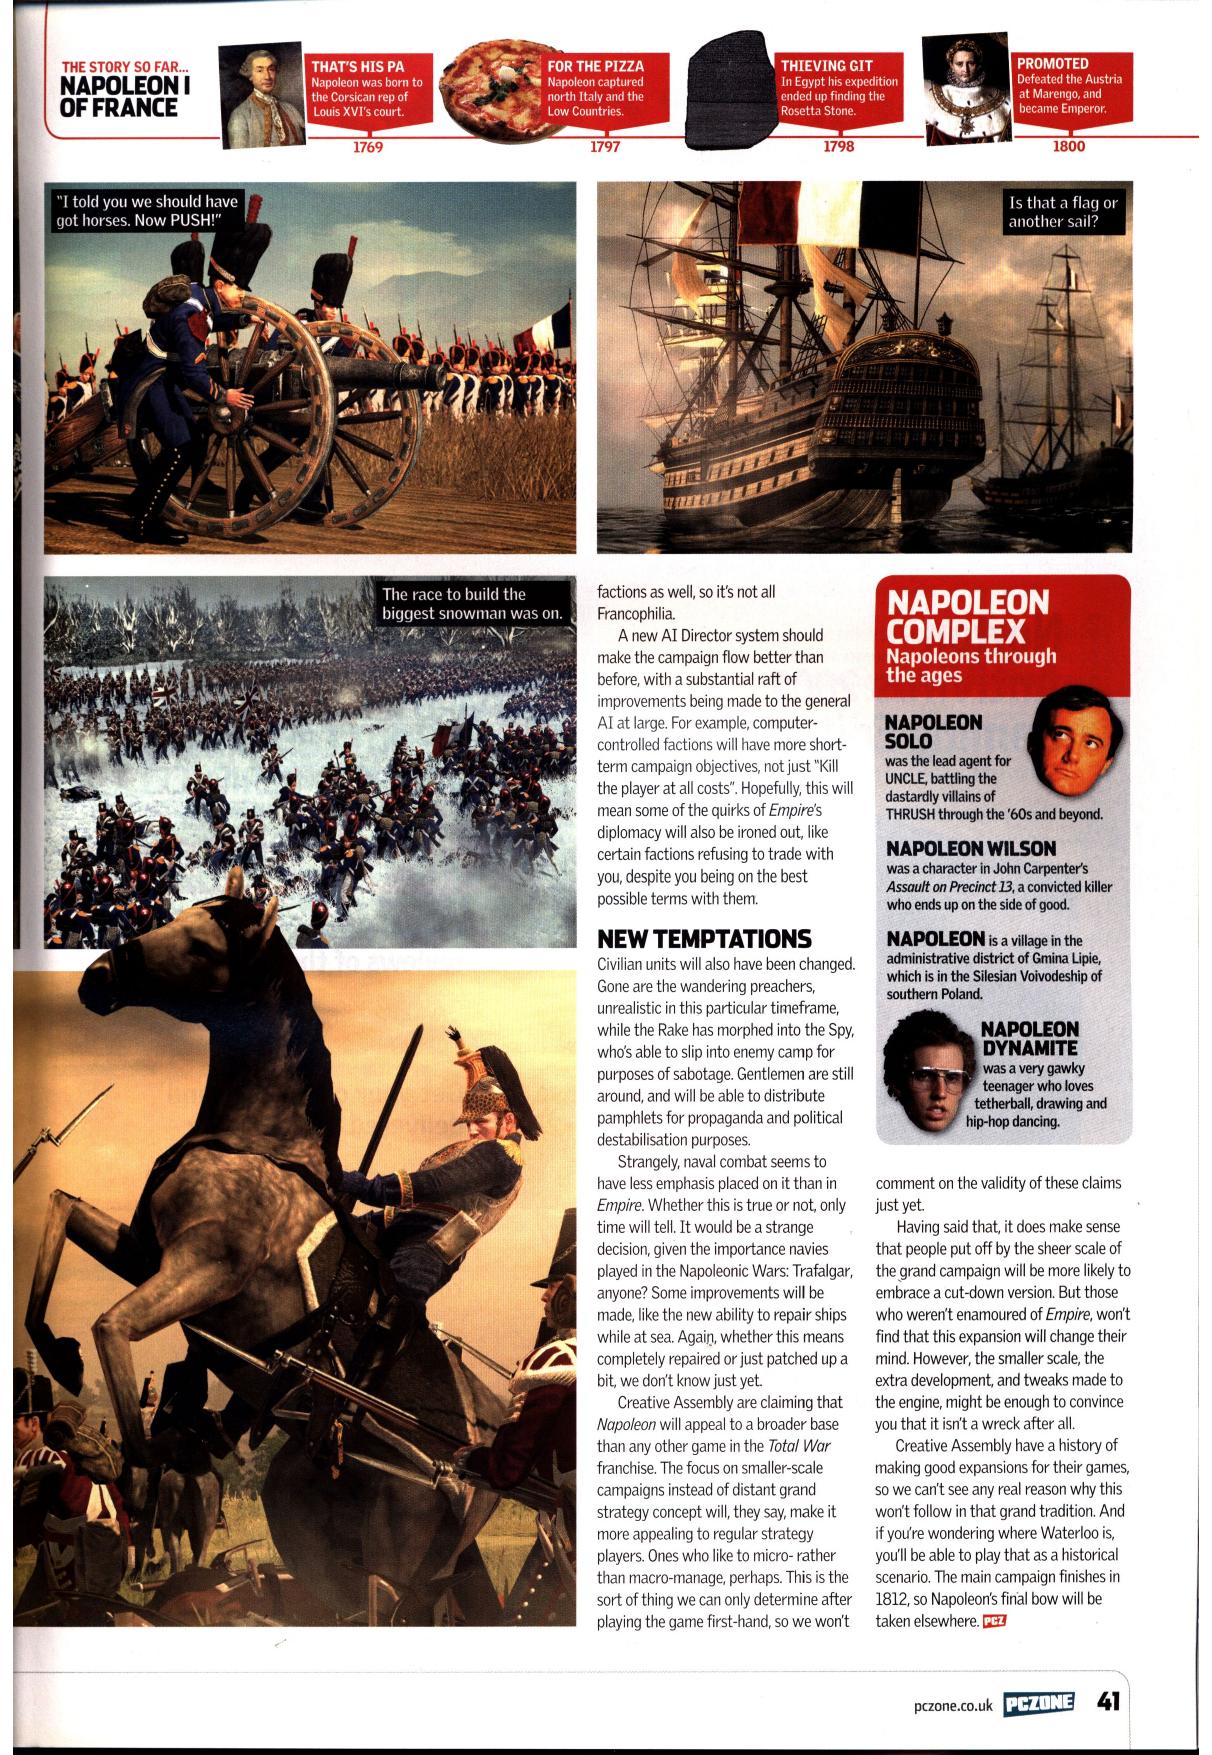 THE STORY SO FAR...
NAPOLEON I
OF FRANCE
THAT'S HIS PA
Napoleon was born to
the Corsican rep of
Louis XVI's court.
1769
FOR THE PIZZA
Napoleon captured
north Italy and the
Low Countries.
1797
THIEVING GIT
In Egypt his expedition
ended up finding the
Rosetta Stone.
1798
PROMOTED
Defeated the Austria
at Marengo, and
became Emperor.
1800
"I told you we should have
got horses. Now PUSH!"
Is that a flag or
another sail?
The race to build the
biggest snowman was on.
factions as well, so it's not all
Francophilia.
A new AI Director system should
make the campaign flow better than
before, with a substantial raft of
improvements being made to the general
AI at large. For example, computer-
controlled factions will have more short-
term campaign objectives, not just "Kill
the player at all costs". Hopefully, this will
mean some of the quirks of Empire's
diplomacy will also be ironed out, like
certain factions refusing to trade with
you, despite you being on the best
possible terms with them.
NEW TEMPTATIONS
Civilian units will also have been changed.
Gone are the wandering preachers,
unrealistic in this particular timeframe,
while the Rake has morphed into the Spy,
who's able to slip into enemy camp for
purposes of sabotage. Gentlemen are still
around, and will be able to distribute
pamphlets for propaganda and political
destabilisation purposes.
Strangely, naval combat seems to
have less emphasis placed on it than in
Empire. Whether this is true or not, only
time will tell. It would be a strange
decision, given the importance navies
played in the Napoleonic Wars: Trafalgar,
anyone? Some improvements will be
made, like the new ability to repair ships
while at sea. Again, whether this means
completely repaired or just patched up a
bit, we don't know just yet.
Creative Assembly are claiming that
Napoleon will appeal to a broader base
than any other game in the Total War
franchise. The focus on smaller-scale
campaigns instead of distant grand
strategy concept will, they say, make it
more appealing to regular strategy
players. Ones who like to micro- rather
than macro-manage, perhaps. This is the
sort of thing we can only determine after
playing the game first-hand, so we won't
NAPOLEON
COMPLEX
Napoleons through
the ages
NAPOLEON
SOLO
was the lead agent for
UNCLE, battling the
dastardly villains of
THRUSH through the '60s and beyond.
NAPOLEON WILSON
was a character in John Carpenter's
Assault on Precinct 13, a convicted killer
who ends up on the side of good.
NAPOLEON is a village in the
administrative district of Gmina Lipie,
which is in the Silesian Voivodeship of
southern Poland.
NAPOLEON
DYNAMITE
was a very gawky
teenager who loves
tetherball, drawing and
hip-hop dancing.
comment on the validity of these claims
just yet.
Having said that, it does make sense
that people put off by the sheer scale of
the grand campaign will be more likely to
embrace a cut-down version. But those
who weren't enamoured of Empire, won't
find that this expansion will change their
mind. However, the smaller scale, the
extra development, and tweaks made to
the engine, might be enough to convince
you that it isn't a wreck after all.
Creative Assembly have a history of
making good expansions for their games,
so we can't see any real reason why this
won't follow in that grand tradition. And
if you're wondering where Waterloo is,
you'll be able to play that as a historical
scenario. The main campaign finishes in
1812, so Napoleon's final bow will be
taken elsewhere. PCZ
pczone.co.uk PCZONE 41